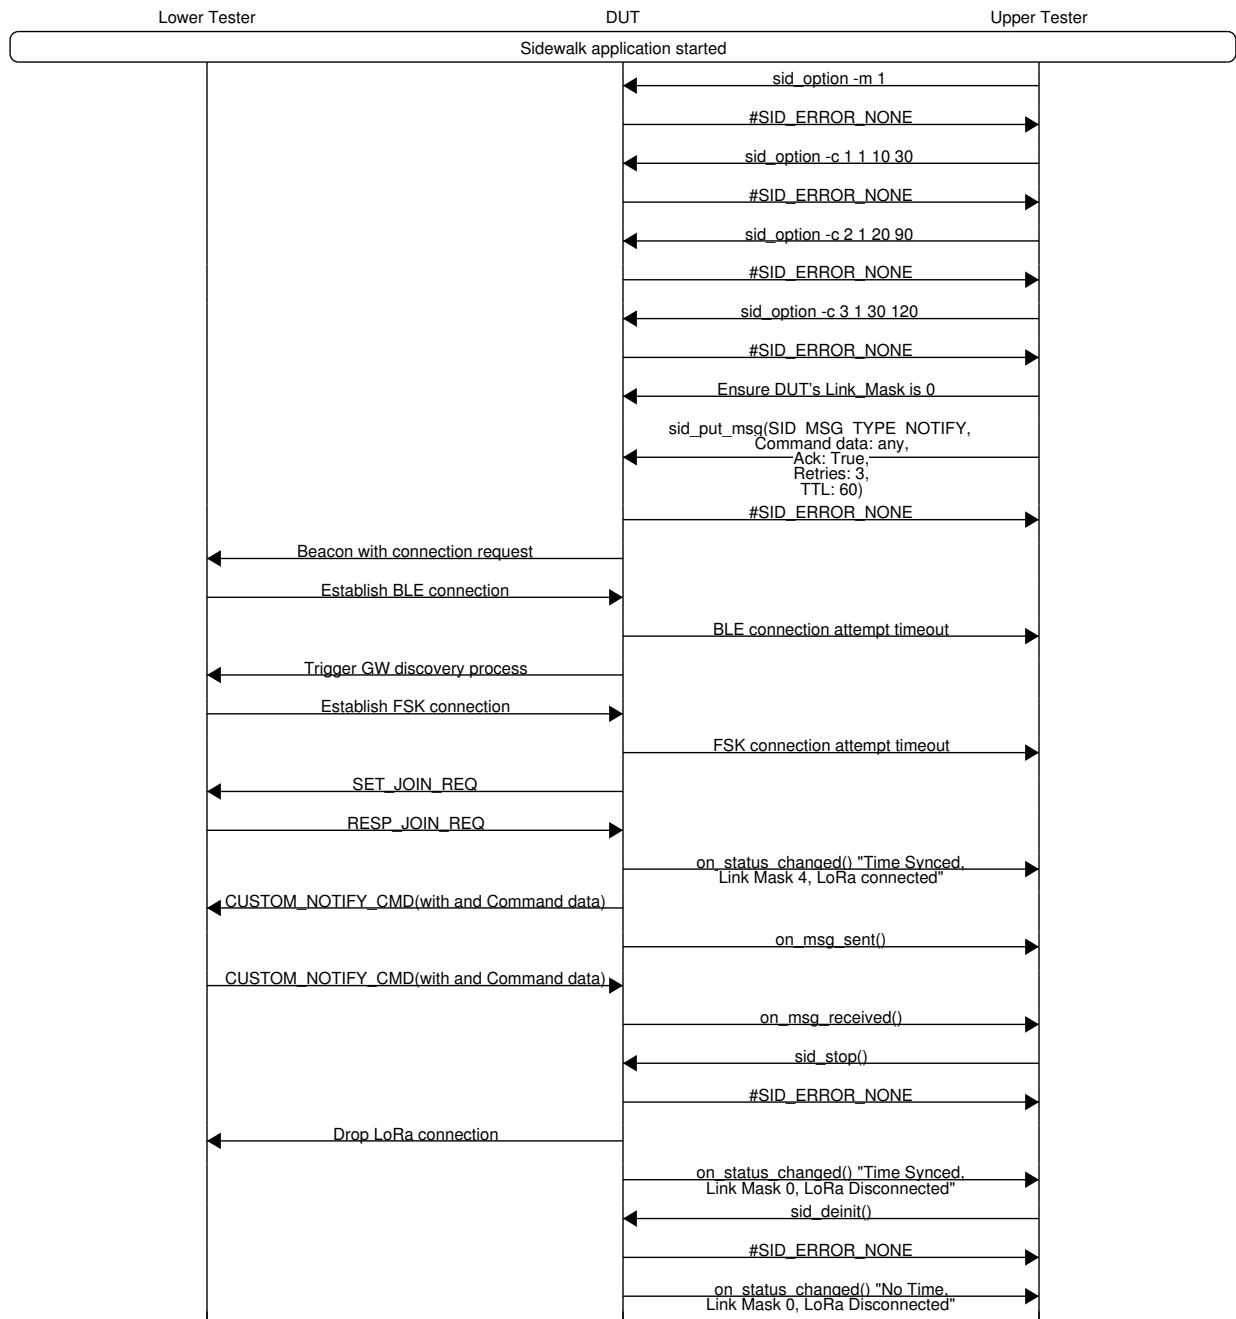 Lower Tester
DUT
Upper Tester
Sidewalk application started
sid_option -m 1
#SID_ERROR_NONE
sid_option -c 1 1 10 30
#SID_ERROR_NONE
sid_option -c 2 1 20 90
#SID_ERROR_NONE
sid_option -c 3 1 30 120
#SID_ERROR_NONE
Ensure DUT's Link_Mask is 0
sid_put_msg(SID_MSG_TYPE_NOTIFY,
Command data: any,
Ack: True,
Retries: 3,
TTL: 60)
#SID_ERROR_NONE
Beacon with connection request
Establish BLE connection
BLE connection attempt timeout
Trigger GW discovery process
Establish FSK connection
FSK connection attempt timeout
SET_JOIN_REQ
RESP_JOIN_REQ
on_status_changed() "Time Synced,
Link Mask 4, LoRa connected"
CUSTOM_NOTIFY_CMD(with and Command data)
on_msg_sent()
CUSTOM_NOTIFY_CMD(with and Command data)
on_msg_received()
sid_stop()
#SID_ERROR_NONE
Drop LoRa connection
on_status_changed() "Time Synced,
Link Mask 0, LoRa Disconnected"
sid_deinit()
#SID_ERROR_NONE
on_status_changed() "No Time,
Link Mask 0, LoRa Disconnected"